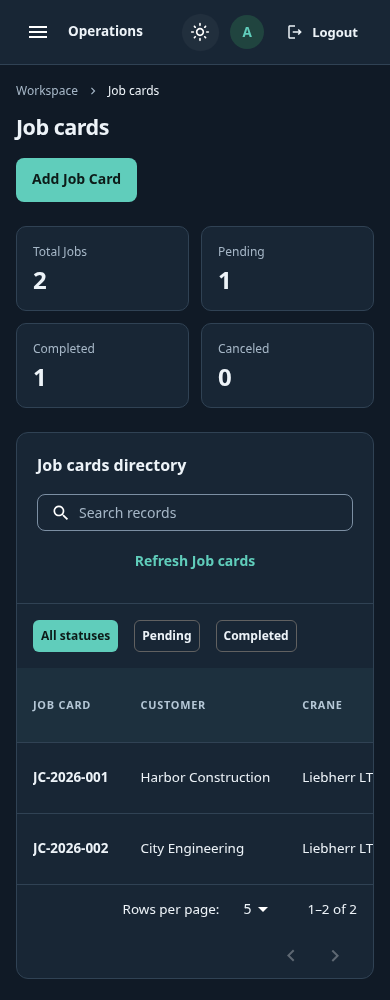 Operations
A
Logout
Workspace > Job cards
Job cards
Add Job Card
Total Jobs
2
Pending
1
Completed
1
Canceled
0
Job cards directory
Search records
Refresh Job cards
All statuses Pending Completed
JOB CARD CUSTOMER CRANE
JC-2026-001 Harbor Construction Liebherr LT
JC-2026-002 City Engineering Liebherr LT
Rows per page: 5 1–2 of 2